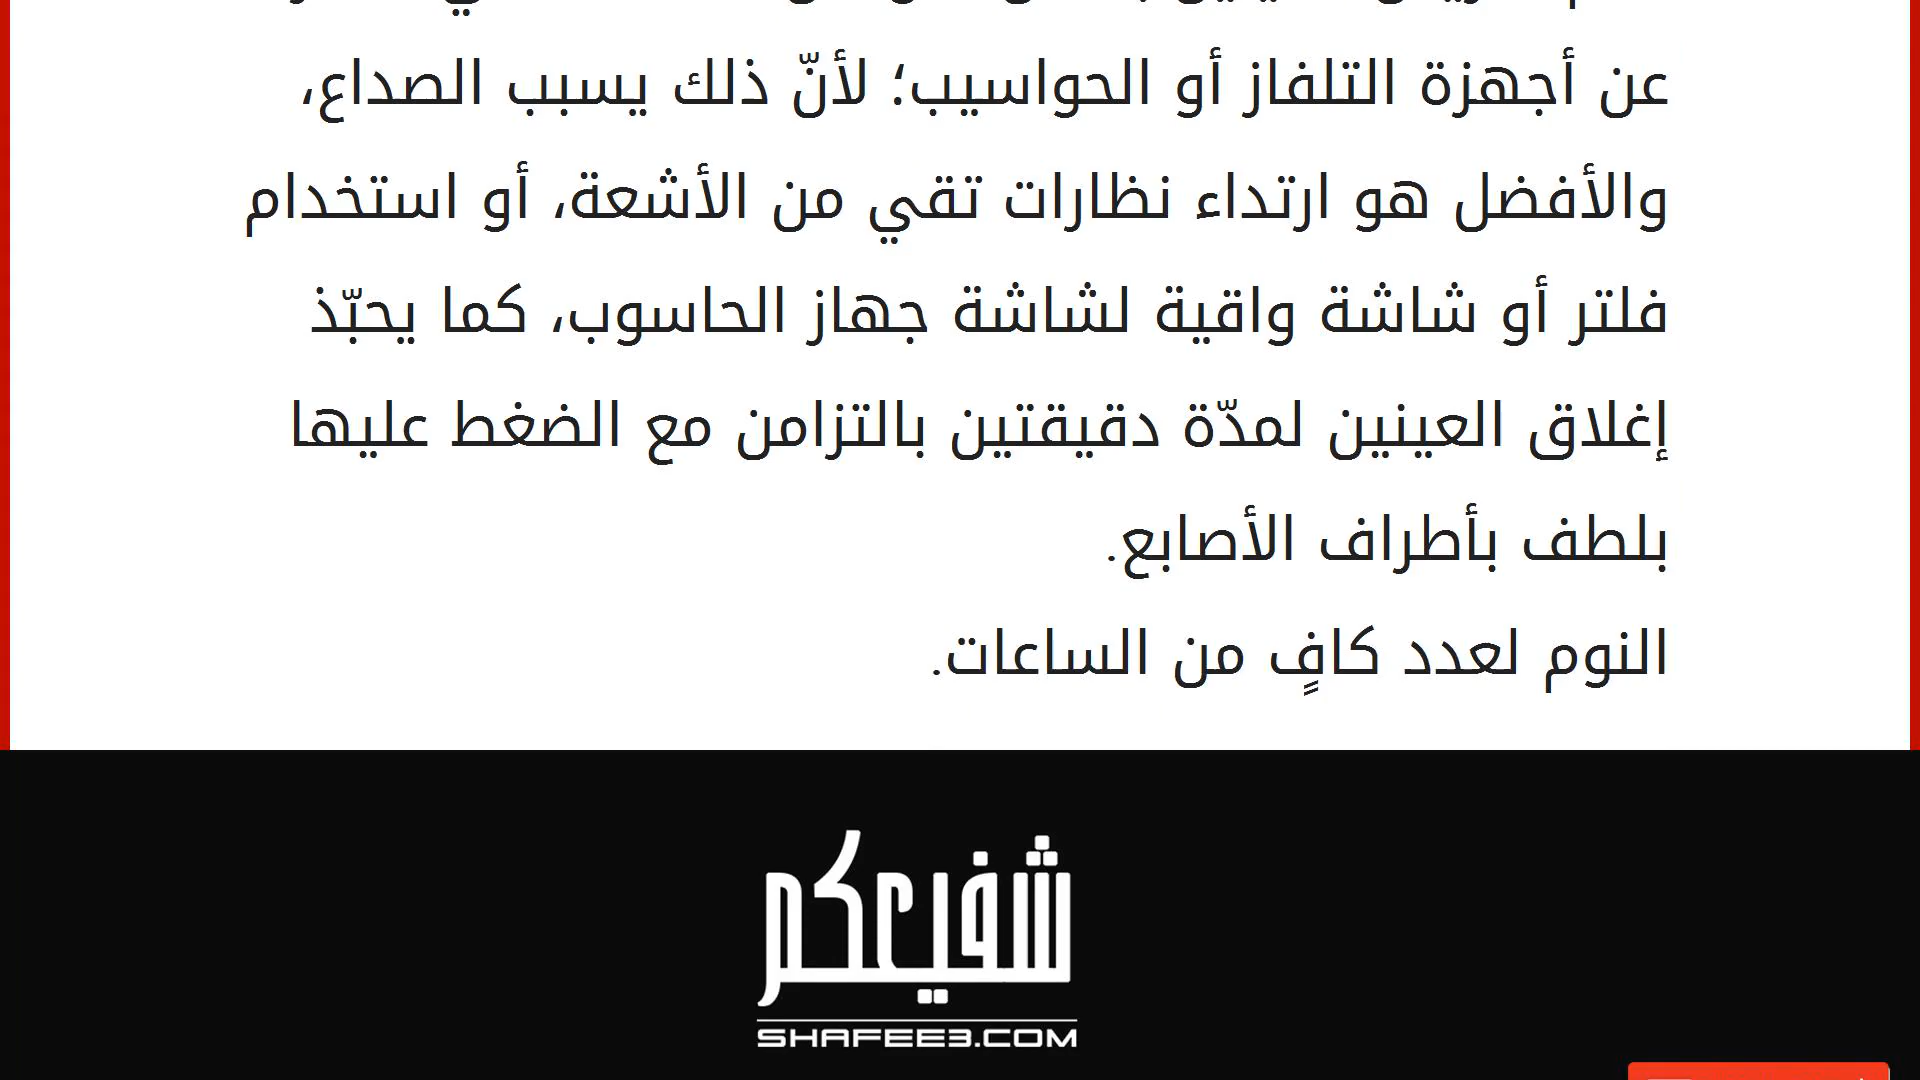 عن أجهزة التلفاز أو الحواسيب؛ لأنّ ذلك يسبب الصداع،
والأفضل هو ارتداء نظارات تقي من الأشعة، أو استخدام
فلتر أو شاشة واقية لشاشة جهاز الحاسوب، كما يحبّذ
إغلاق العينين لمدّة دقيقتين بالتزامن مع الضغط عليها
بلطف بأطراف الأصابع.
النوم لعدد كافٍ من الساعات.
شفيعكم
SHAFEE3.COM